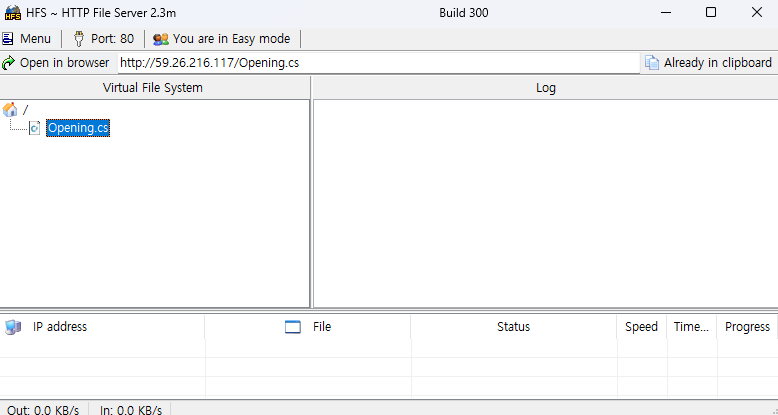 HFS ~ HTTP File Server 2.3m Build 300
Menu Port: 80 You are in Easy mode
Open in browser http://59.26.216.117/Opening.cs Already in clipboard
Virtual File System Log
/
Opening.cs
IP address File Status Speed Time... Progress
Out: 0.0 KB/s In: 0.0 KB/s